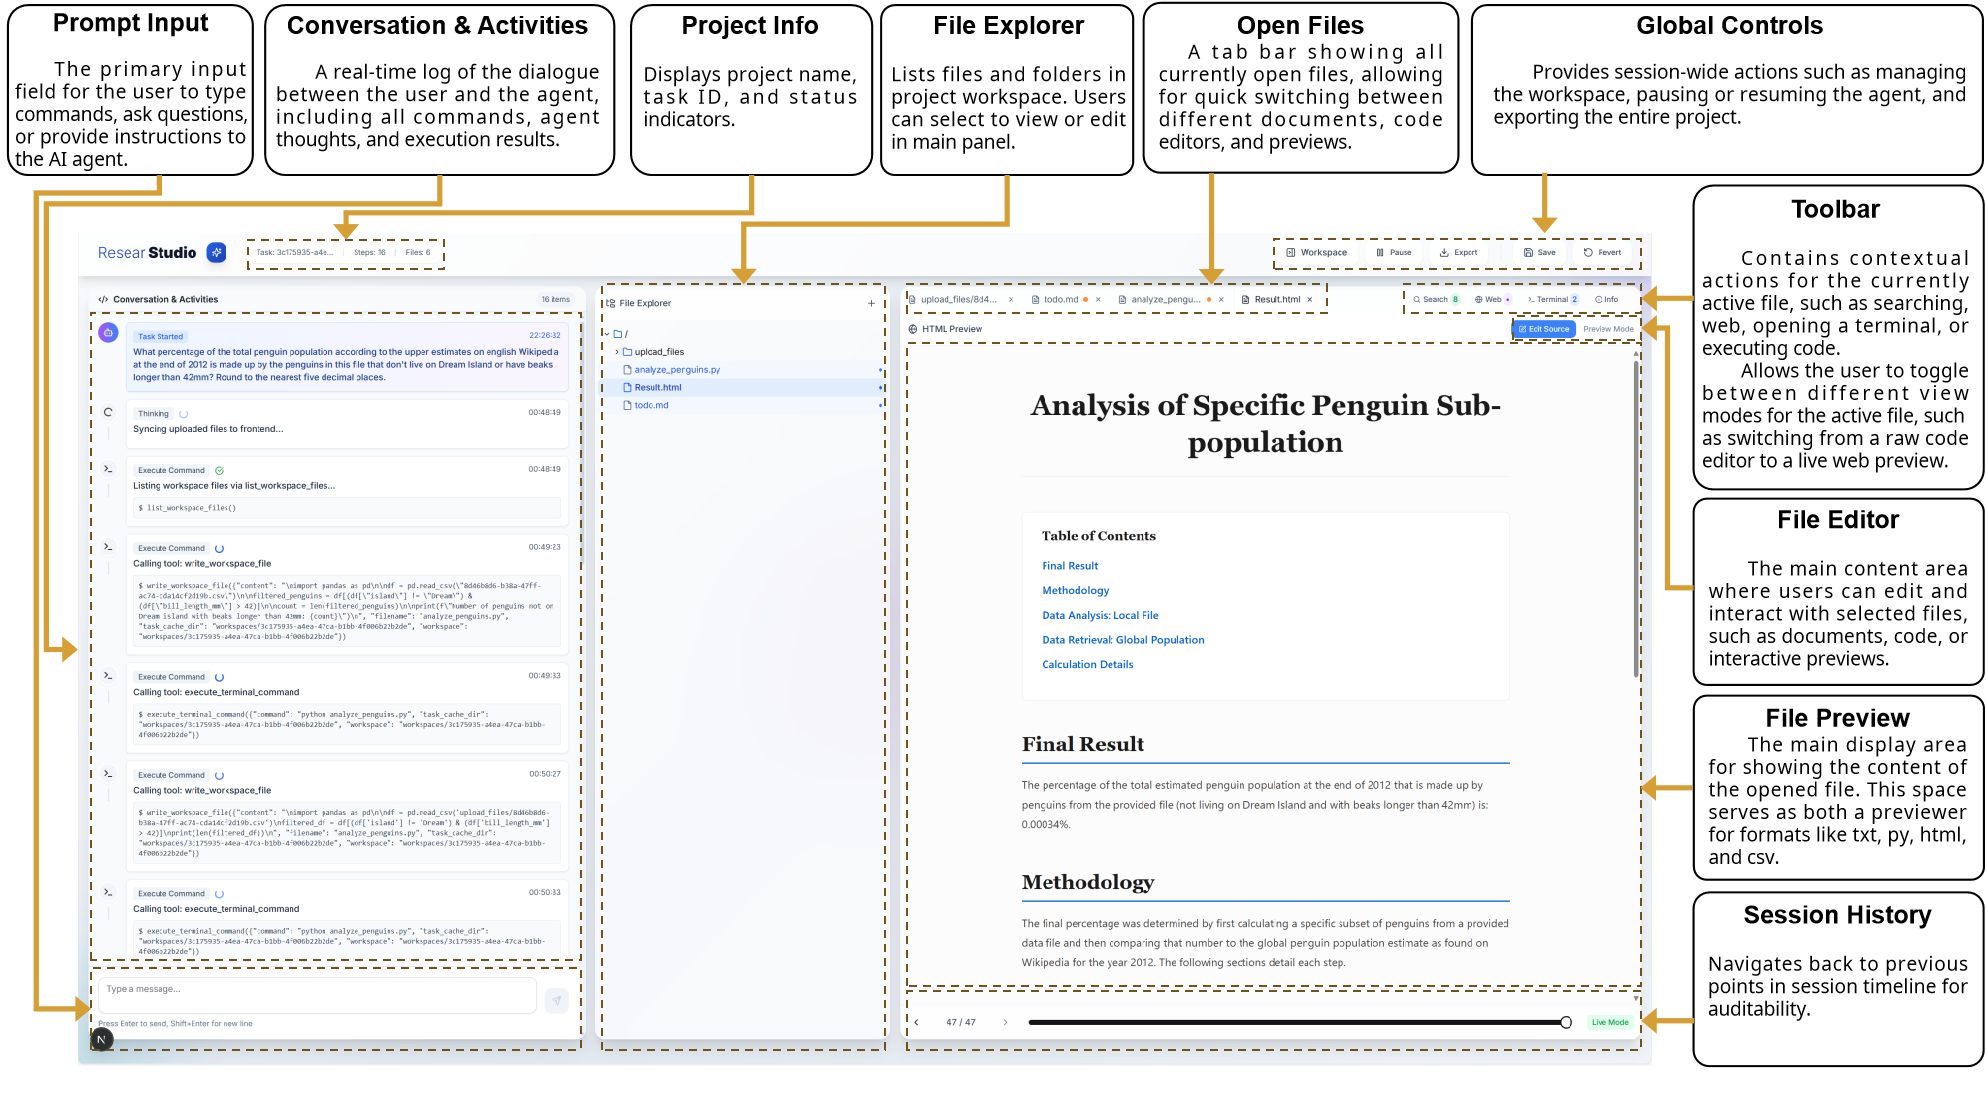 Prompt Input
The primary input
field for the user to type
commands, ask questions,
or provide instructions to
the AI agent.
Conversation & Activities
A real-time log of the dialogue
between the user and the agent,
including all commands, agent
thoughts, and execution results.
Project Info
Displays project name,
task ID, and status
indicators.
File Explorer
Lists files and folders in
project workspace. Users
can select to view or edit
in main panel.
Open Files
A tab bar showing all
currently open files, allowing
for quick switching between
different documents, code
editors, and previews.
Global Controls
Provides session-wide actions such as managing
the workspace, pausing or resuming the agent, and
exporting the entire project.
Toolbar
Contains contextual
actions for the currently
active file, such as searching,
web, opening a terminal, or
executing code.
Allows the user to toggle
between different view
modes for the active file, such
as switching from a raw code
editor to a live web preview.
File Editor
The main content area
where users can edit and
interact with selected files,
such as documents, code, or
interactive previews.
File Preview
The main display area
for showing the content of
the opened file. This space
serves as both a previewer
for formats like txt, py, html,
and csv.
Session History
Navigates back to previous
points in session timeline for
auditability.
ResearStudio
Task: 3c175935-a4e... Steps: 16 Files: 6
Workspace Pause Export Save Revert
Conversation & Activities 16 items
Task Started 22:26:32
What percentage of the total penguin population according to the upper estimates on english Wikipedia
at the end of 2012 is made up by the penguins in this file that don't live on Dream Island or have beaks
longer than 42mm? Round to the nearest five decimal places.
Thinking 00:48:49
Syncing uploaded files to frontend...
Execute Command 00:48:49
Listing workspace files via list_workspace_files...
$ list_workspace_files()
Execute Command 00:49:23
Calling tool: write_workspace_file
$ write_workspace_file({"content": "\nimport pandas as pd\n\ndf = pd.read_csv(\"8d46b8d6-b38a-47ff-
ac74-cda14cf2d19b.csv\")\n\nfiltered_penguins = df[(df[\"island\"] != \"Dream\") &
(df[\"bill_length_mm\"] > 42)]\n\ncount = len(filtered_penguins)\n\nprint(f\"Number of penguins not on
Dream island with beaks longer than 42mm: {count}\")\n", "filename": "analyze_penguins.py",
"task_cache_dir": "workspaces/3c175935-a4ea-47ca-b1bb-4f006b22b2de", "workspace":
"workspaces/3c175935-a4ea-47ca-b1bb-4f006b22b2de"})
Execute Command 00:49:33
Calling tool: execute_terminal_command
$ execute_terminal_command({"command": "python analyze_penguins.py", "task_cache_dir":
"workspaces/3c175935-a4ea-47ca-b1bb-4f006b22b2de", "workspace": "workspaces/3c175935-a4ea-47ca-b1bb-
4f006b22b2de"})
Execute Command 00:50:27
Calling tool: write_workspace_file
$ write_workspace_file({"content": "\nimport pandas as pd\n\ndf = pd.read_csv('upload_files/8d46b8d6-
b38a-47ff-ac74-cda14cf2d19b.csv')\nfiltered_df = df[(df['island'] != 'Dream') & (df['bill_length_mm']
> 42)]\nprint(len(filtered_df))\n", "filename": "analyze_penguins.py", "task_cache_dir":
"workspaces/3c175935-a4ea-47ca-b1bb-4f006b22b2de", "workspace": "workspaces/3c175935-a4ea-47ca-b1bb-
4f006b22b2de"})
Execute Command 00:50:33
Calling tool: execute_terminal_command
$ execute_terminal_command({"command": "python analyze_penguins.py", "task_cache_dir":
"workspaces/3c175935-a4ea-47ca-b1bb-4f006b22b2de", "workspace": "workspaces/3c175935-a4ea-47ca-b1bb-
4f006b22b2de"})
Type a message...
Press Enter to send, Shift+Enter for new line
N
File Explorer +
/
upload_files
analyze_penguins.py
Result.html
todo.md
upload_files/8d4... × todo.md × analyze_pengu... × Result.html ×
Search 8 Web Terminal 2 Info
HTML Preview Edit Source Preview Mode
Analysis of Specific Penguin Sub-
population
Table of Contents
Final Result
Methodology
Data Analysis: Local File
Data Retrieval: Global Population
Calculation Details
Final Result
The percentage of the total estimated penguin population at the end of 2012 that is made up by
penguins from the provided file (not living on Dream Island and with beaks longer than 42mm) is:
0.00034%.
Methodology
The final percentage was determined by first calculating a specific subset of penguins from a provided
data file and then comparing that number to the global penguin population estimate as found on
Wikipedia for the year 2012. The following sections detail each step.
47 / 47 Live Mode